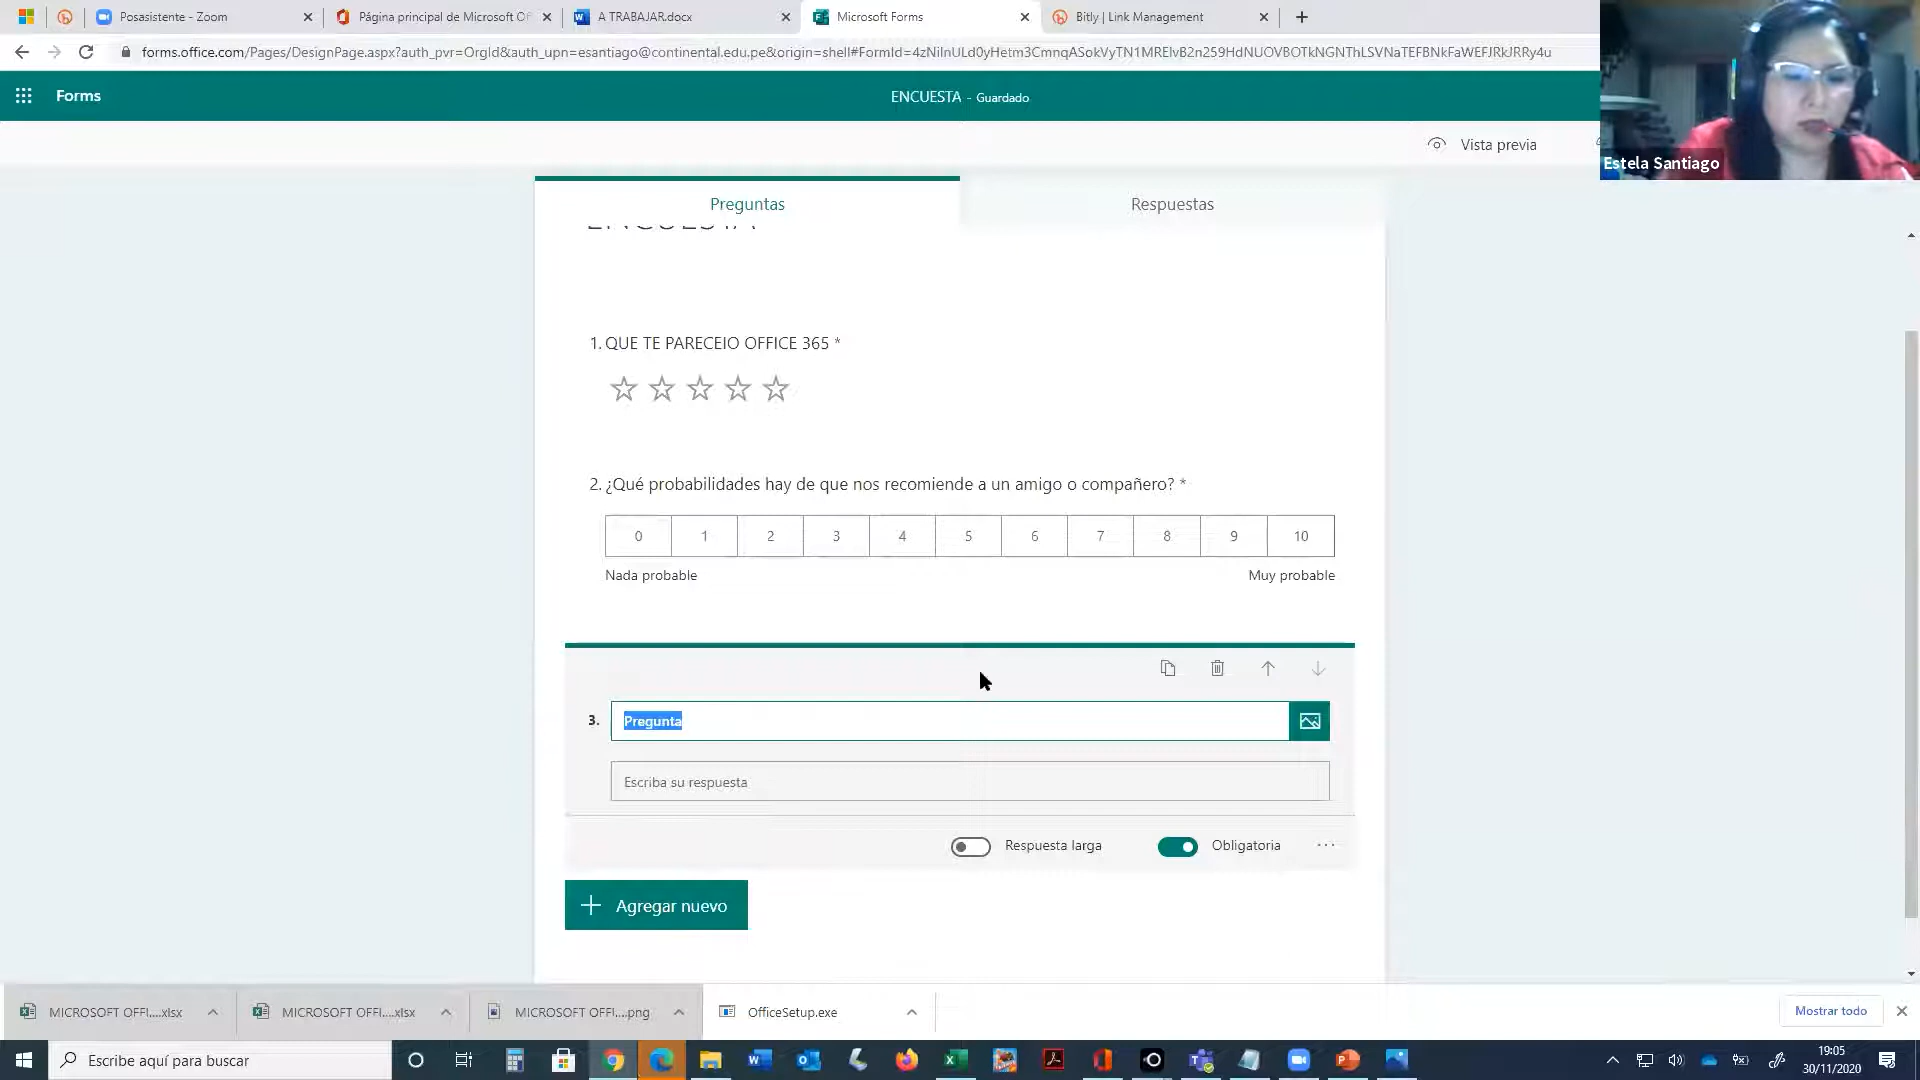 Posasistente - Zoom
Página principal de Microsoft Of
A TRABAJAR.docx
Microsoft Forms
Bitly | Link Management
forms.office.com/Pages/DesignPage.aspx?auth_pvr=OrgId&auth_upn=esantiago@continental.edu.pe&origin=shell#FormId=4zNiInULd0yHetm3CmnqASokVyTN1MRElvB2n259HdNUOVBOTkNGNThLSVNaTEFBNkFaWEFJRkJRRy4u
Forms
ENCUESTA - Guardado
Vista previa
Estela Santiago
Preguntas
Respuestas
ENCUESTA
1. QUE TE PARECEIO OFFICE 365 *
2. ¿Qué probabilidades hay de que nos recomiende a un amigo o compañero? *
0 1 2 3 4 5 6 7 8 9 10
Nada probable
Muy probable
3. Pregunta
Escriba su respuesta
Respuesta larga
Obligatoria
Agregar nuevo
MICROSOFT OFFI....xlsx
MICROSOFT OFFI....xlsx
MICROSOFT OFFI....png
OfficeSetup.exe
Mostrar todo
Escribe aquí para buscar
19:05
30/11/2020